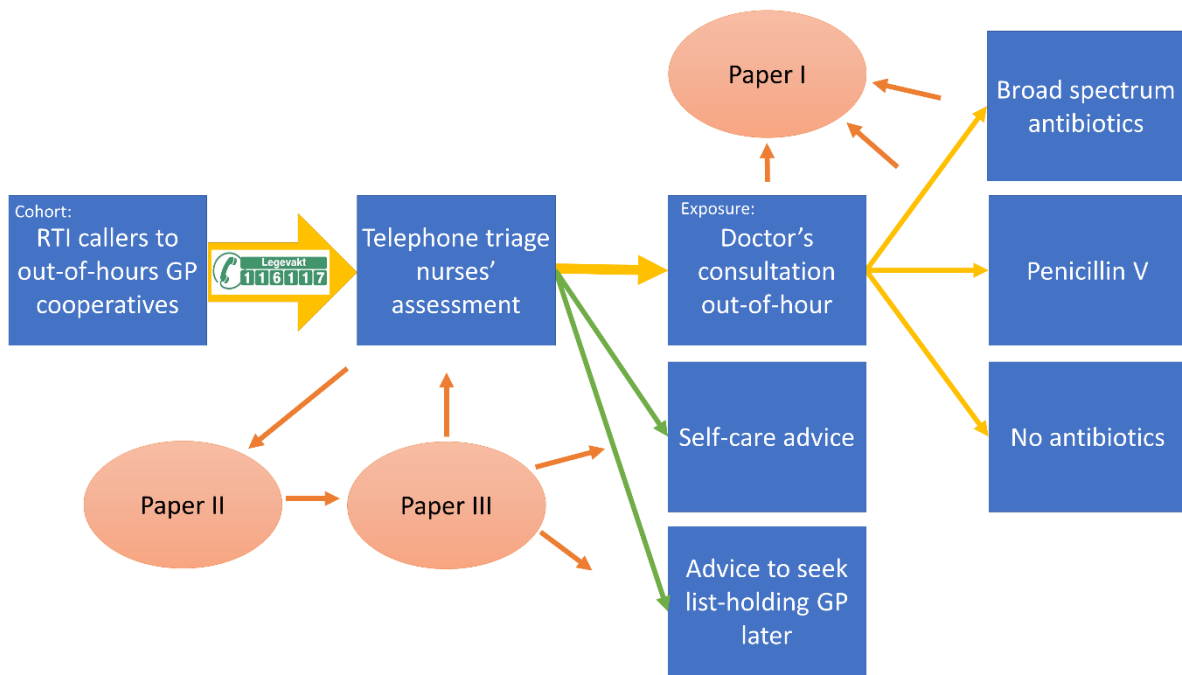 Paper I
Broad spectrum
antibiotics
Cohort:
RTI callers to
out-of-hours GP
cooperatives
Legevakt
116117
Telephone triage
nurses’
assessment
Exposure:
Doctor’s
consultation
out-of-hour
Penicillin V
Self-care advice
No antibiotics
Paper II
Paper III
Advice to seek
list-holding GP
later